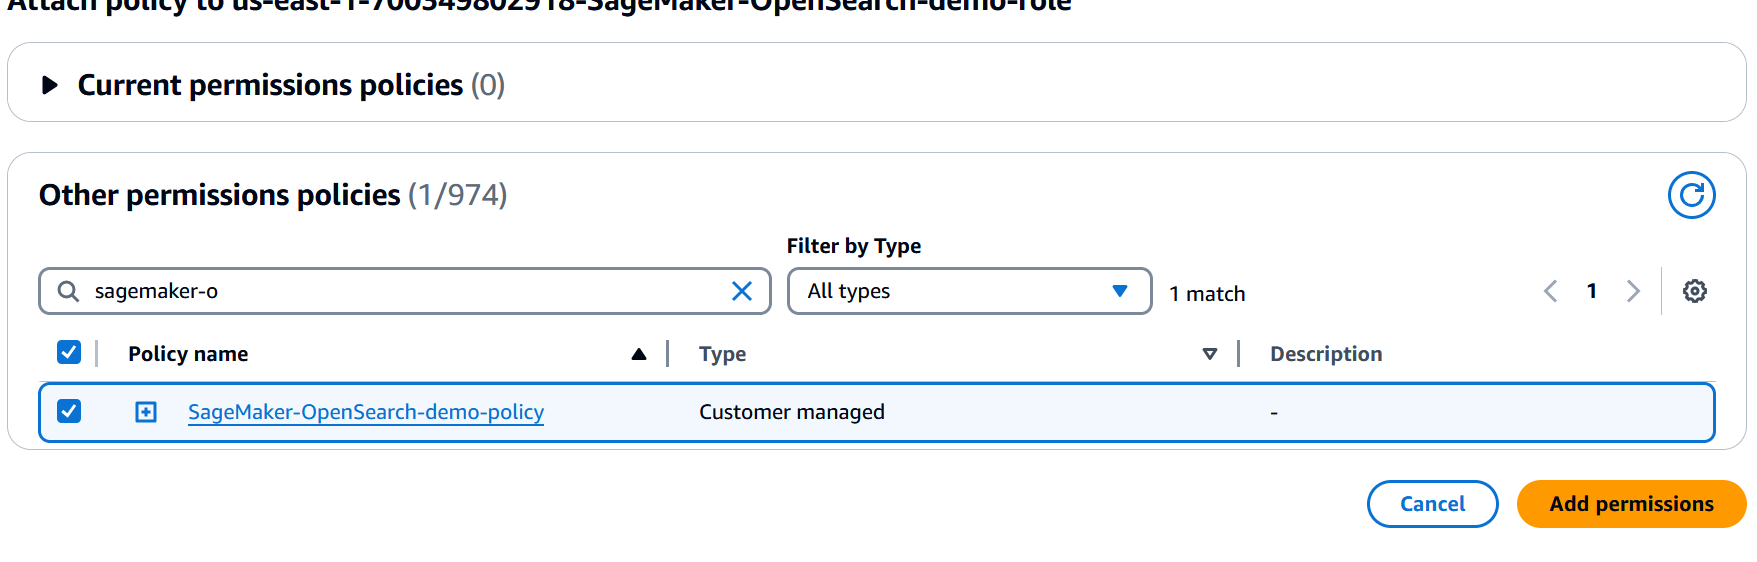 Attach policy to us-east-1-700349802918-SageMaker-OpenSearch-demo-role
Current permissions policies (0)
Other permissions policies (1/974)
Filter by Type
sagemaker-o
All types
1 match
1
Policy name
Type
Description
SageMaker-OpenSearch-demo-policy
Customer managed
-
Cancel
Add permissions